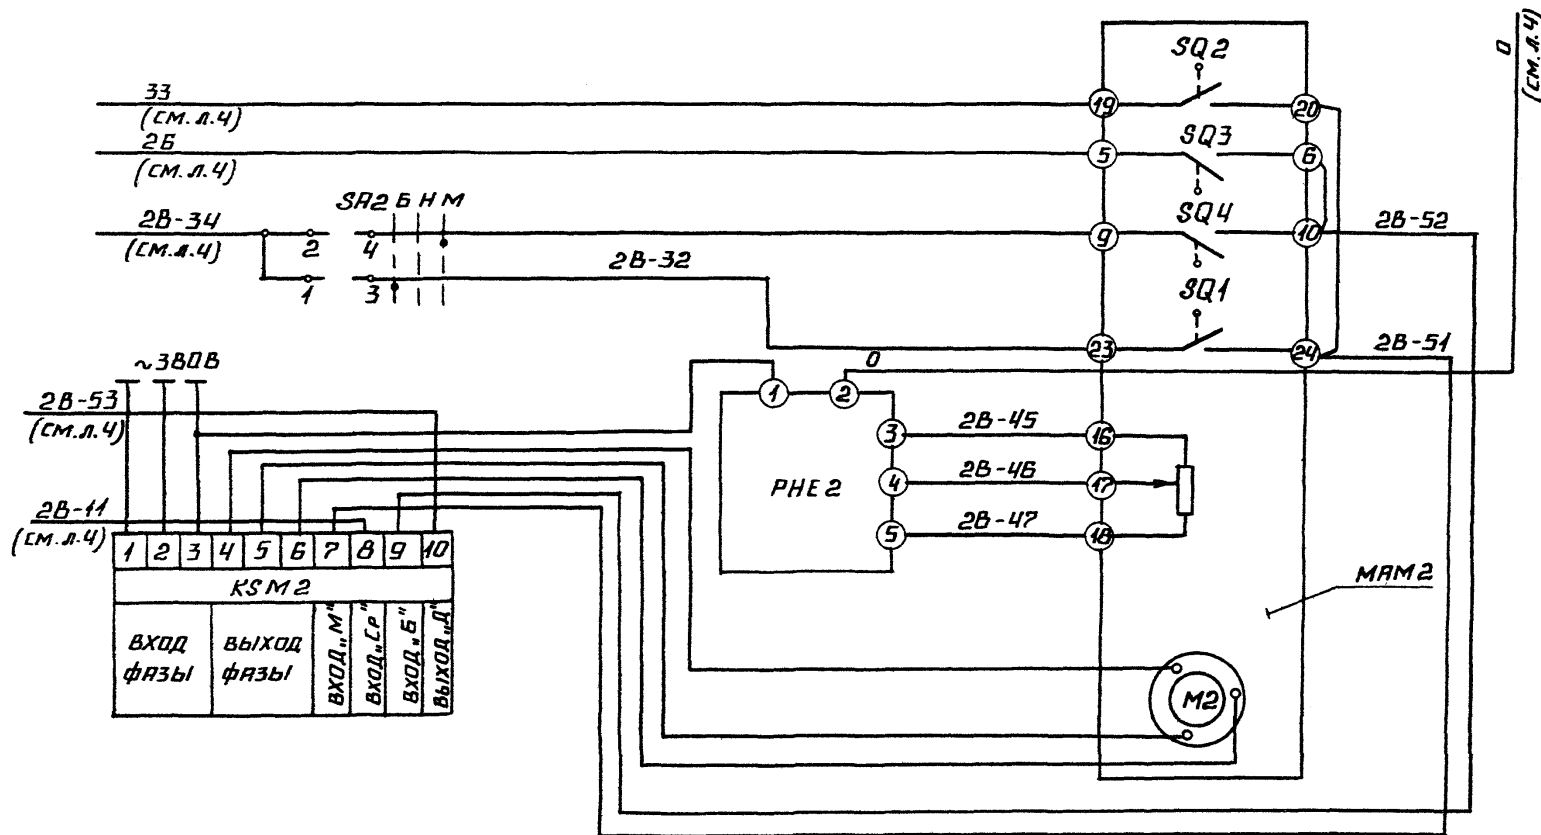 33
(см.л.4)
2Б
(см.л.4)
2В-34
(см.л.4)
SA2 Б Н М
2
4
1
3
2В-32
SQ2
19
20
SQ3
5
6
SQ4
9
10
2В-52
SQ1
23
24
2В-51
0
(см.л.4)
~380В
2В-53
(см.л.4)
2В-11
(см.л.4)
1 2 3 4 5 6 7 8 9 10
KSM2
ВХОД
ФАЗЫ
ВЫХОД
ФАЗЫ
ВХОД „М"
ВХОД „Ср"
ВХОД „Б"
ВЫХОД „Д"
0
1
2
3
4
5
РНЕ2
2В-45
16
2В-46
17
2В-47
18
МАМ2
М2